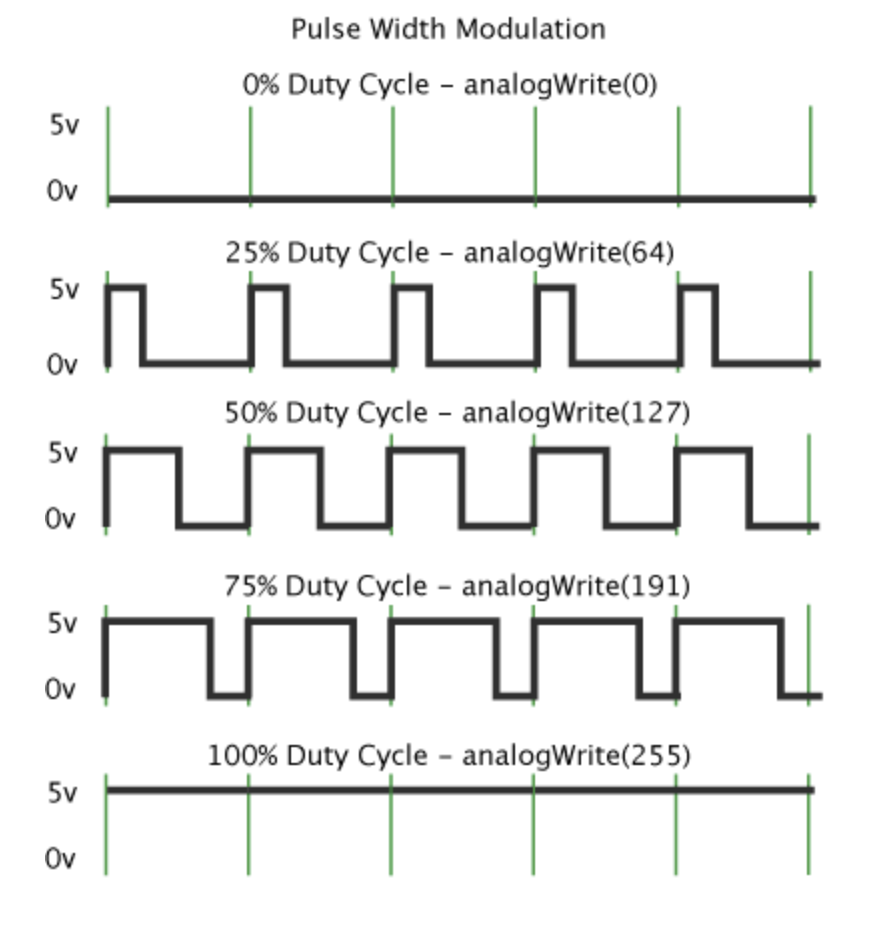 Pulse Width Modulation
0% Duty Cycle – analogWrite(0)
5v
0v
25% Duty Cycle – analogWrite(64)
5v
0v
50% Duty Cycle – analogWrite(127)
5v
0v
75% Duty Cycle – analogWrite(191)
5v
0v
100% Duty Cycle – analogWrite(255)
5v
0v